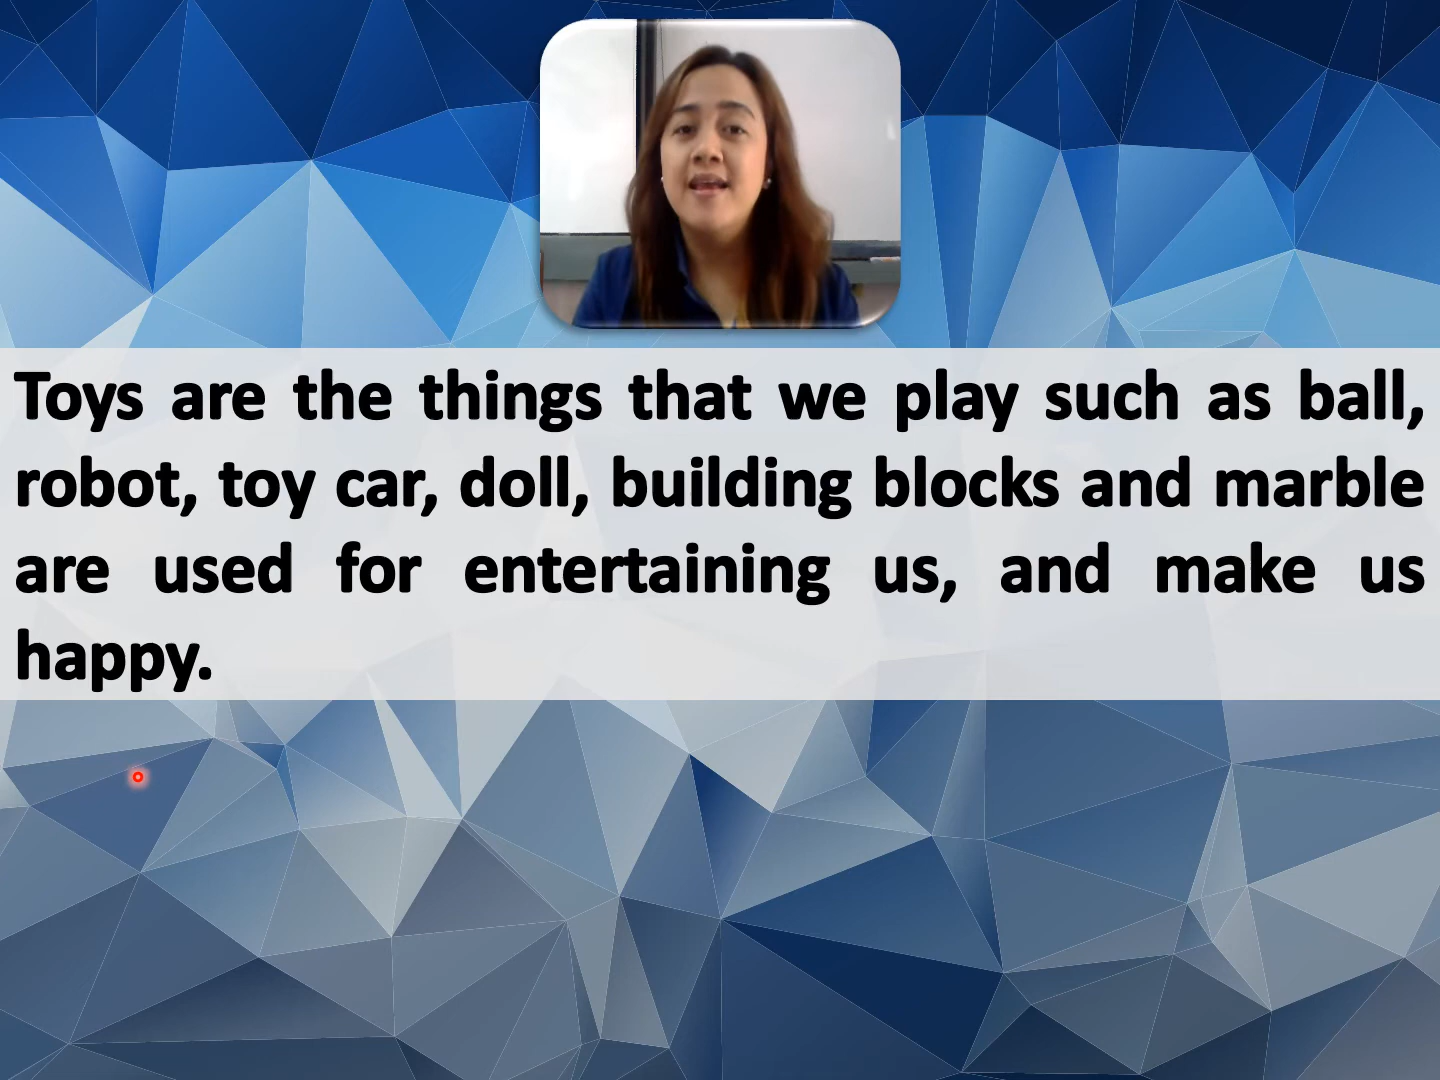 Toys are the things that we play such as ball,
robot, toy car, doll, building blocks and marble
are used for entertaining us, and make us
happy.